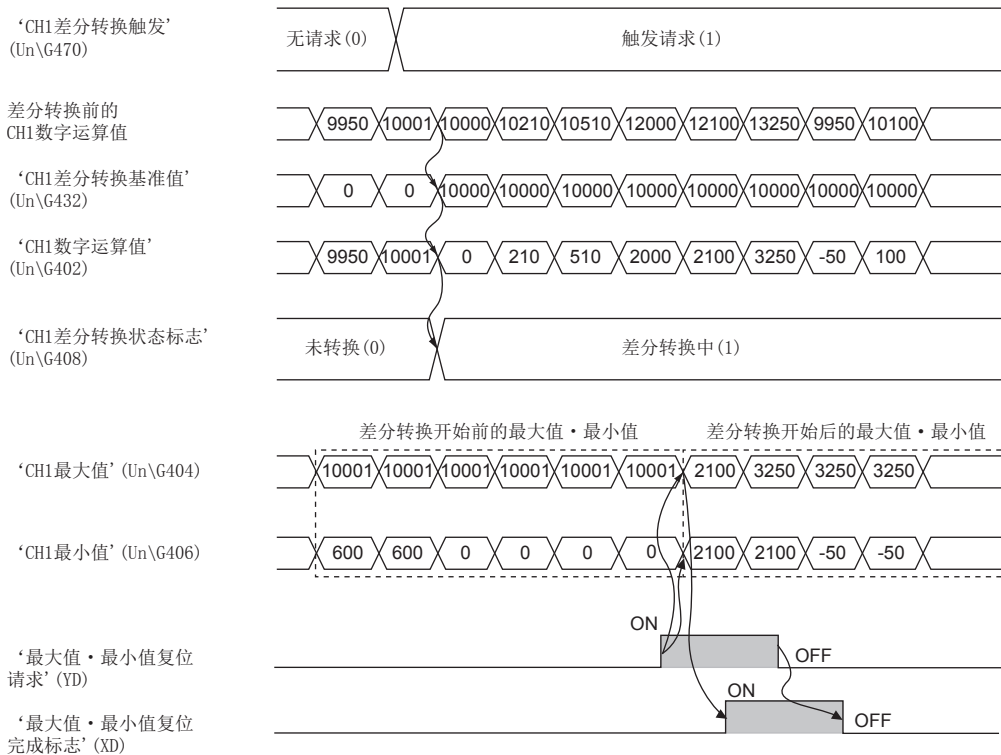 ‘CH1差分转换触发’
(Un\G470)
无请求(0)
触发请求(1)
差分转换前的
CH1数字运算值
9950 10001 10000 10210 10510 12000 12100 13250 9950 10100
‘CH1差分转换基准值’
(Un\G432)
0 0 10000 10000 10000 10000 10000 10000 10000 10000
‘CH1数字运算值’
(Un\G402)
9950 10001 0 210 510 2000 2100 3250 -50 100
‘CH1差分转换状态标志’
(Un\G408)
未转换(0)
差分转换中(1)
差分转换开始前的最大值・最小值
差分转换开始后的最大值・最小值
‘CH1最大值’(Un\G404)
10001 10001 10001 10001 10001 10001 2100 3250 3250 3250
‘CH1最小值’(Un\G406)
600 600 0 0 0 0 2100 2100 -50 -50
ON
‘最大值・最小值复位
请求’(YD)
OFF
ON
‘最大值・最小值复位
完成标志’(XD)
OFF